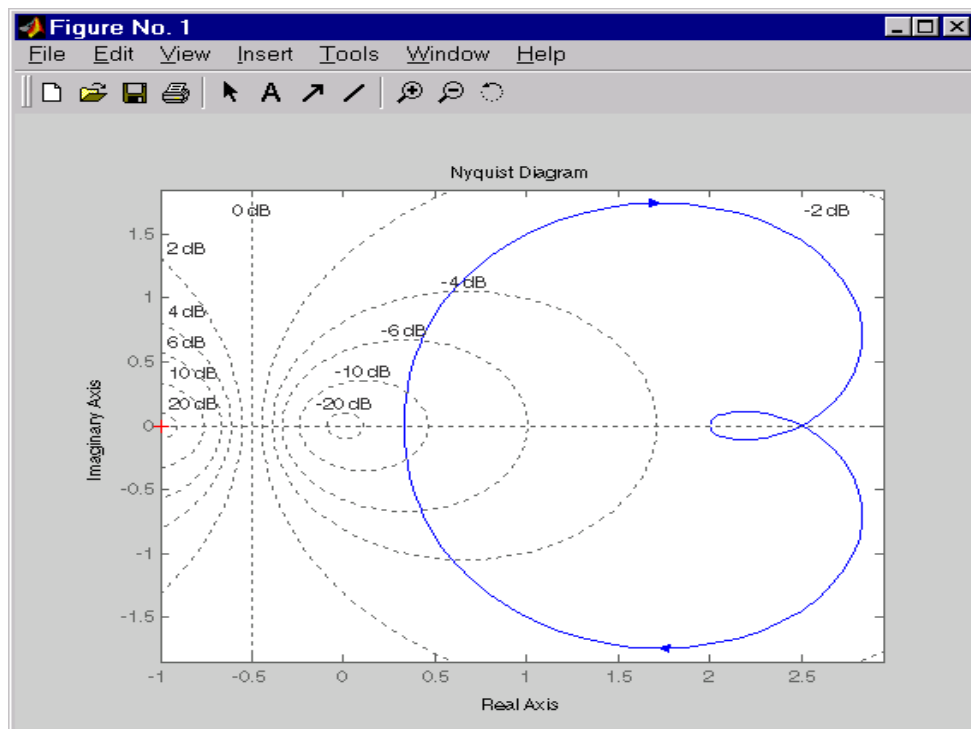 Figure No. 1
File Edit View Insert Tools Window Help
Nyquist Diagram
0 dB
-2 dB
2 dB
4 dB
6 dB
10 dB
20 dB
-4 dB
-6 dB
-10 dB
-20 dB
1.5
1
0.5
0
-0.5
-1
-1.5
Imaginary Axis
-1 -0.5 0 0.5 1 1.5 2 2.5
Real Axis